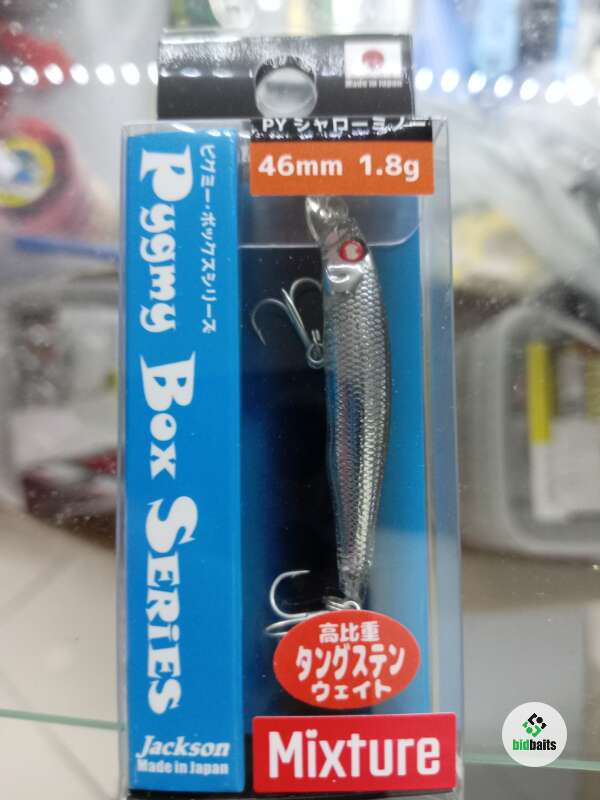 Made in Japan
PY シャローミノー
46mm 1.8g
Pygmy Box SERiES
ピグミー・ボックスシリーズ
高比重
タングステン
ウェイト
Jackson
Made in Japan
Mixture
bidbaits